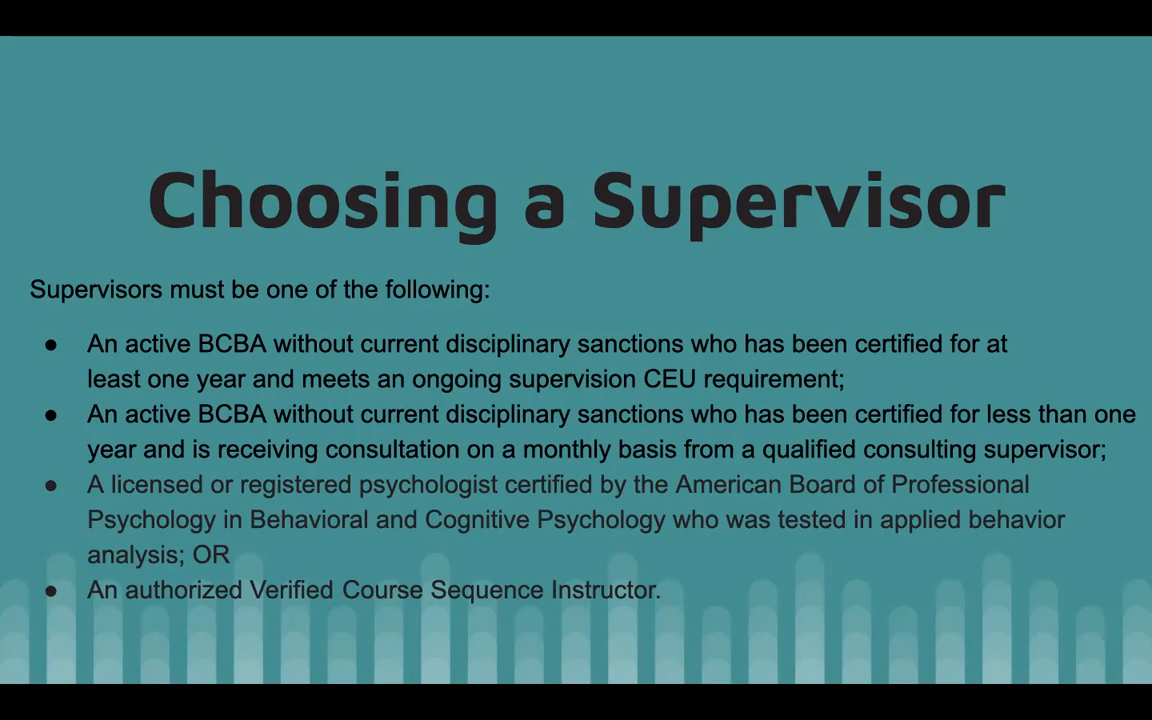 Choosing a Supervisor
Supervisors must be one of the following:
● An active BCBA without current disciplinary sanctions who has been certified for at
least one year and meets an ongoing supervision CEU requirement;
● An active BCBA without current disciplinary sanctions who has been certified for less than one
year and is receiving consultation on a monthly basis from a qualified consulting supervisor;
● A licensed or registered psychologist certified by the American Board of Professional
Psychology in Behavioral and Cognitive Psychology who was tested in applied behavior
analysis; OR
● An authorized Verified Course Sequence Instructor.